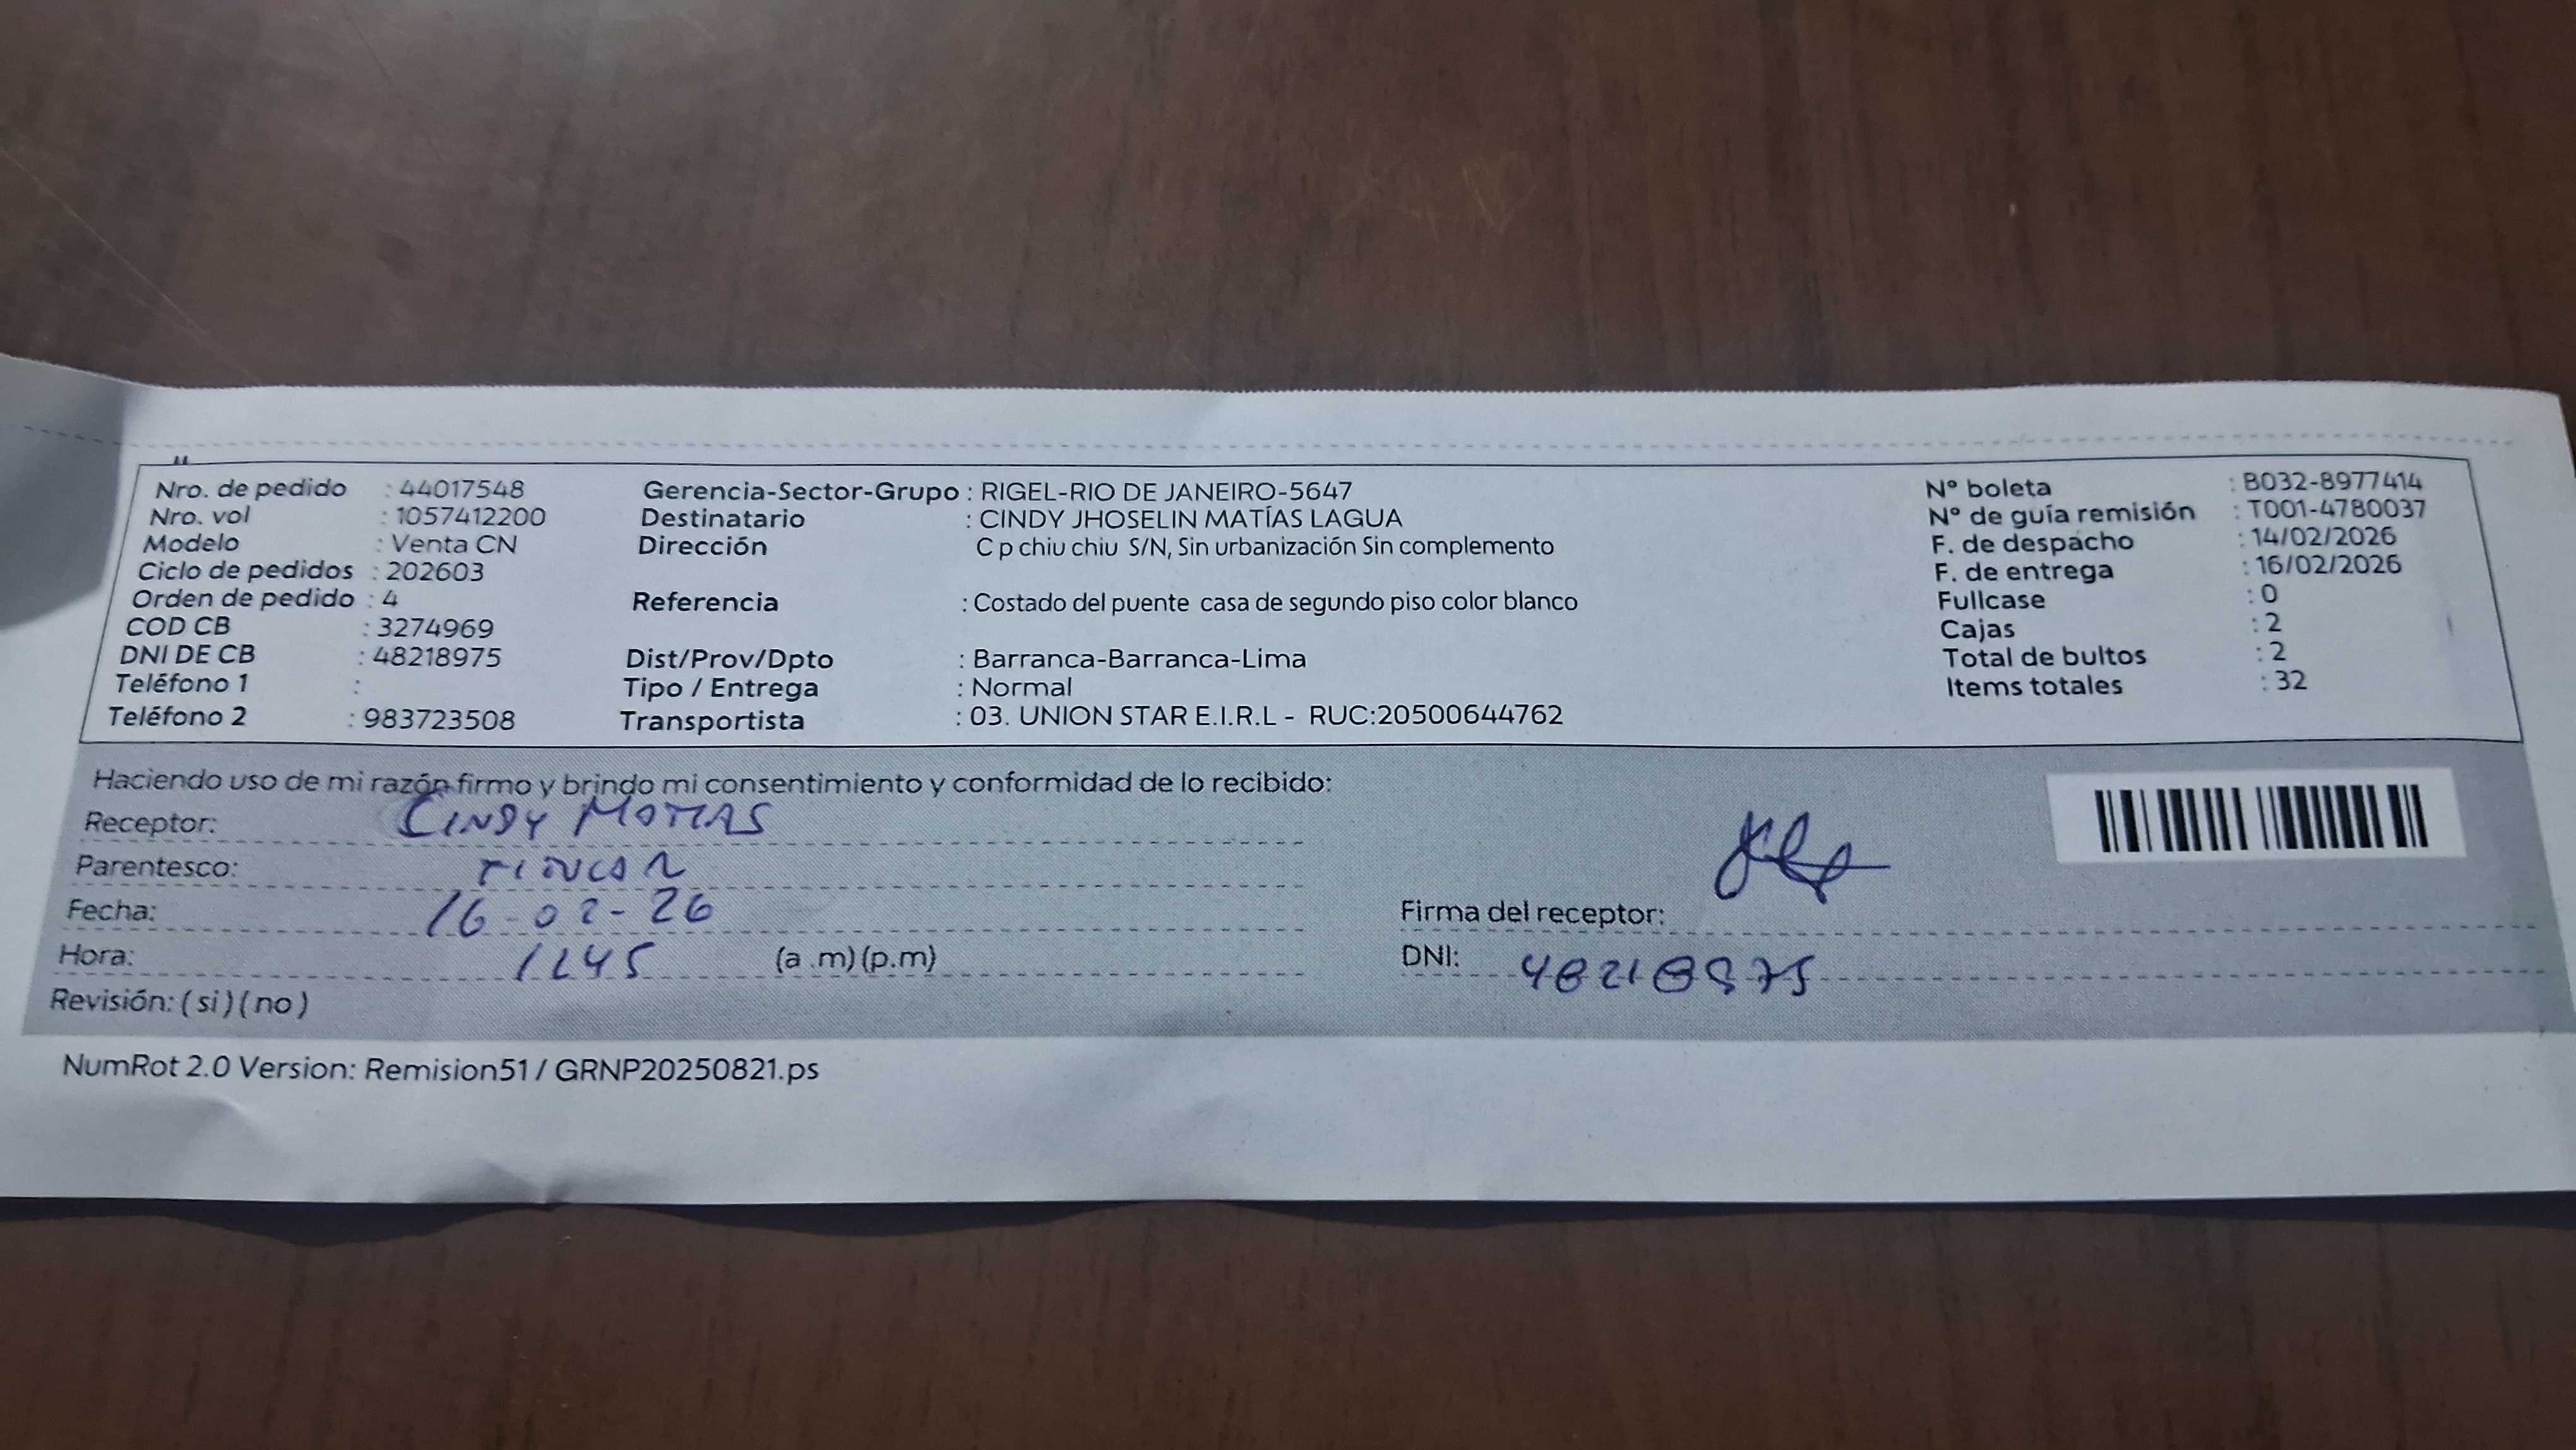 Nro. de pedido : 44017548
Nro. vol : 1057412200
Modelo : Venta CN
Ciclo de pedidos : 202603
Orden de pedido : 4
COD CB : 3274969
DNI DE CB : 48218975
Teléfono 1 :
Teléfono 2 : 983723508
Gerencia-Sector-Grupo : RIGEL-RIO DE JANEIRO-5647
Destinatario : CINDY JHOSELIN MATÍAS LAGUA
Dirección C p chiu chiu S/N, Sin urbanización Sin complemento
Referencia : Costado del puente casa de segundo piso color blanco
Dist/Prov/Dpto : Barranca-Barranca-Lima
Tipo / Entrega : Normal
Transportista : 03. UNION STAR E.I.R.L - RUC:20500644762
N° boleta : B032-8977414
N° de guía remisión : T001-4780037
F. de despacho : 14/02/2026
F. de entrega : 16/02/2026
Fullcase : 0
Cajas : 2
Total de bultos : 2
Items totales : 32
Haciendo uso de mi razón firmo y brindo mi consentimiento y conformidad de lo recibido:
Receptor: CINDY MATIAS
Parentesco:
Fecha: 16-02-26
Hora: 1245 (a .m) (p.m)
Revisión: ( si ) ( no )
Firma del receptor:
DNI: 48218975
NumRot 2.0 Version: Remision51 / GRNP20250821.ps